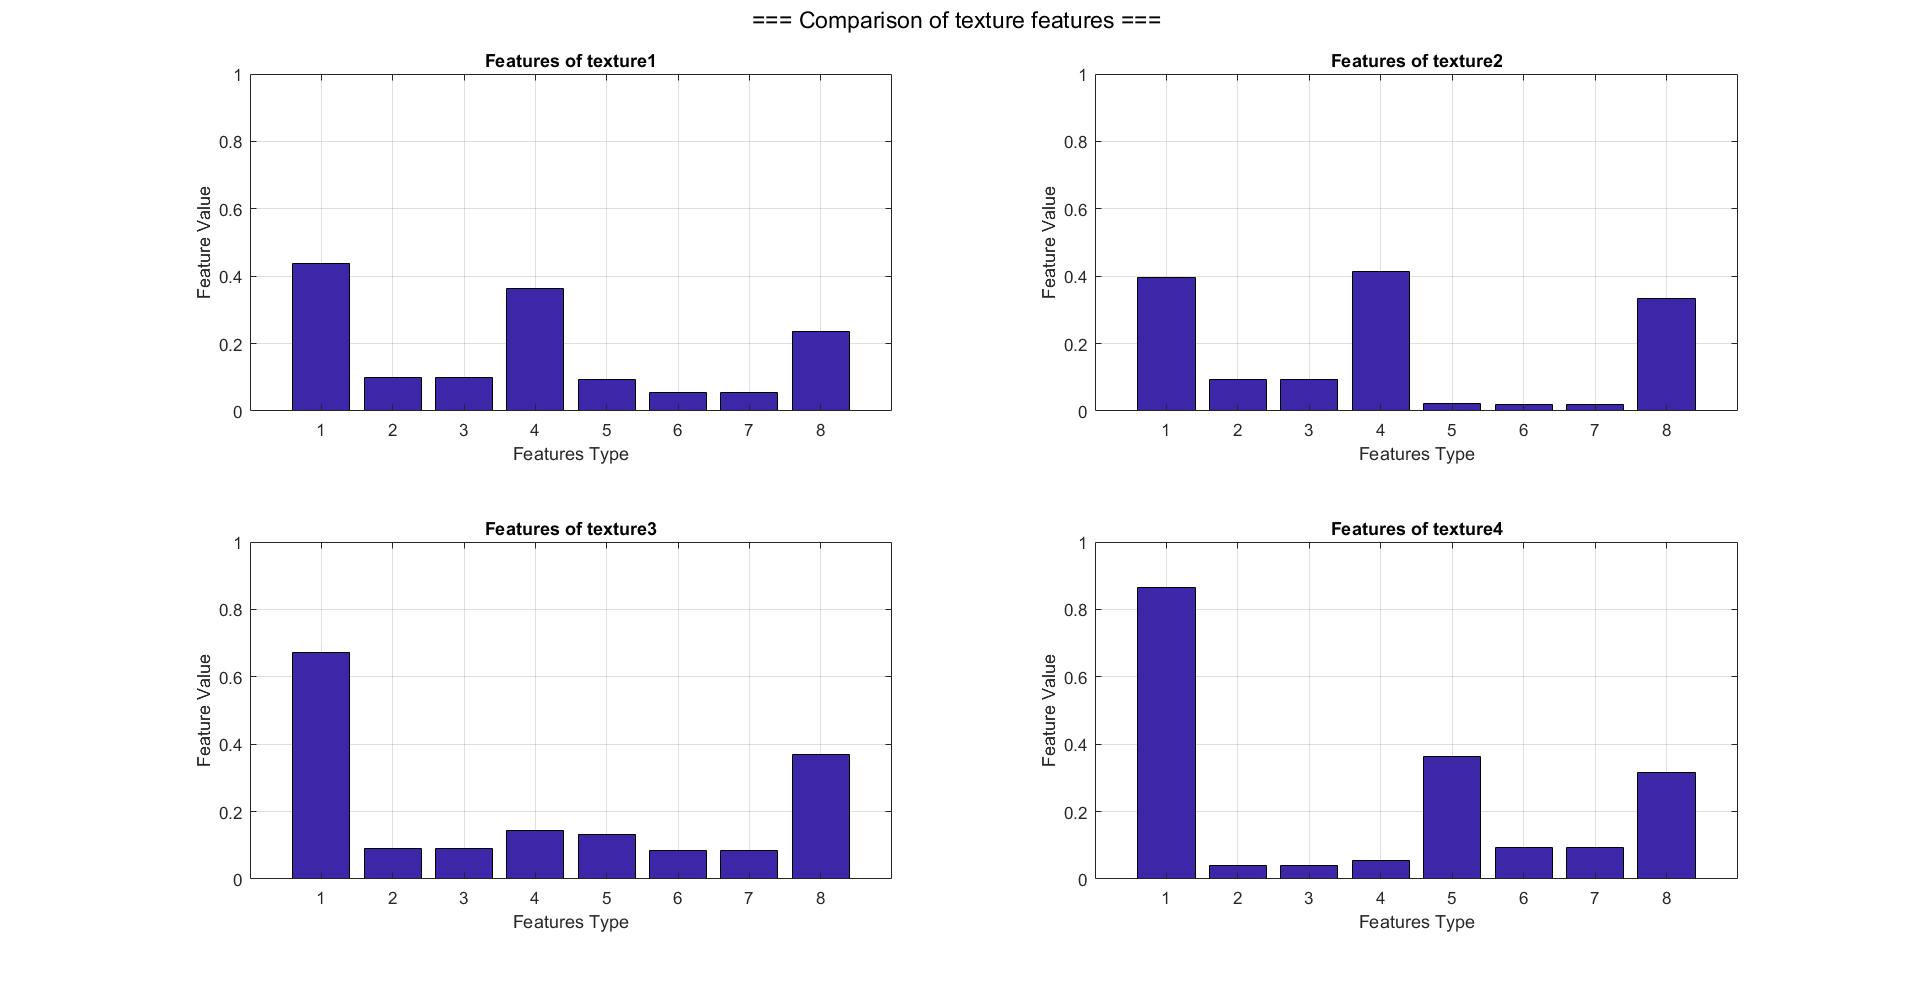 === Comparison of texture features ===
Features of texture1
1
0.8
0.6
0.4
0.2
0
Feature Value
1 2 3 4 5 6 7 8
Features Type
Features of texture2
1
0.8
0.6
0.4
0.2
0
Feature Value
1 2 3 4 5 6 7 8
Features Type
Features of texture3
1
0.8
0.6
0.4
0.2
0
Feature Value
1 2 3 4 5 6 7 8
Features Type
Features of texture4
1
0.8
0.6
0.4
0.2
0
Feature Value
1 2 3 4 5 6 7 8
Features Type